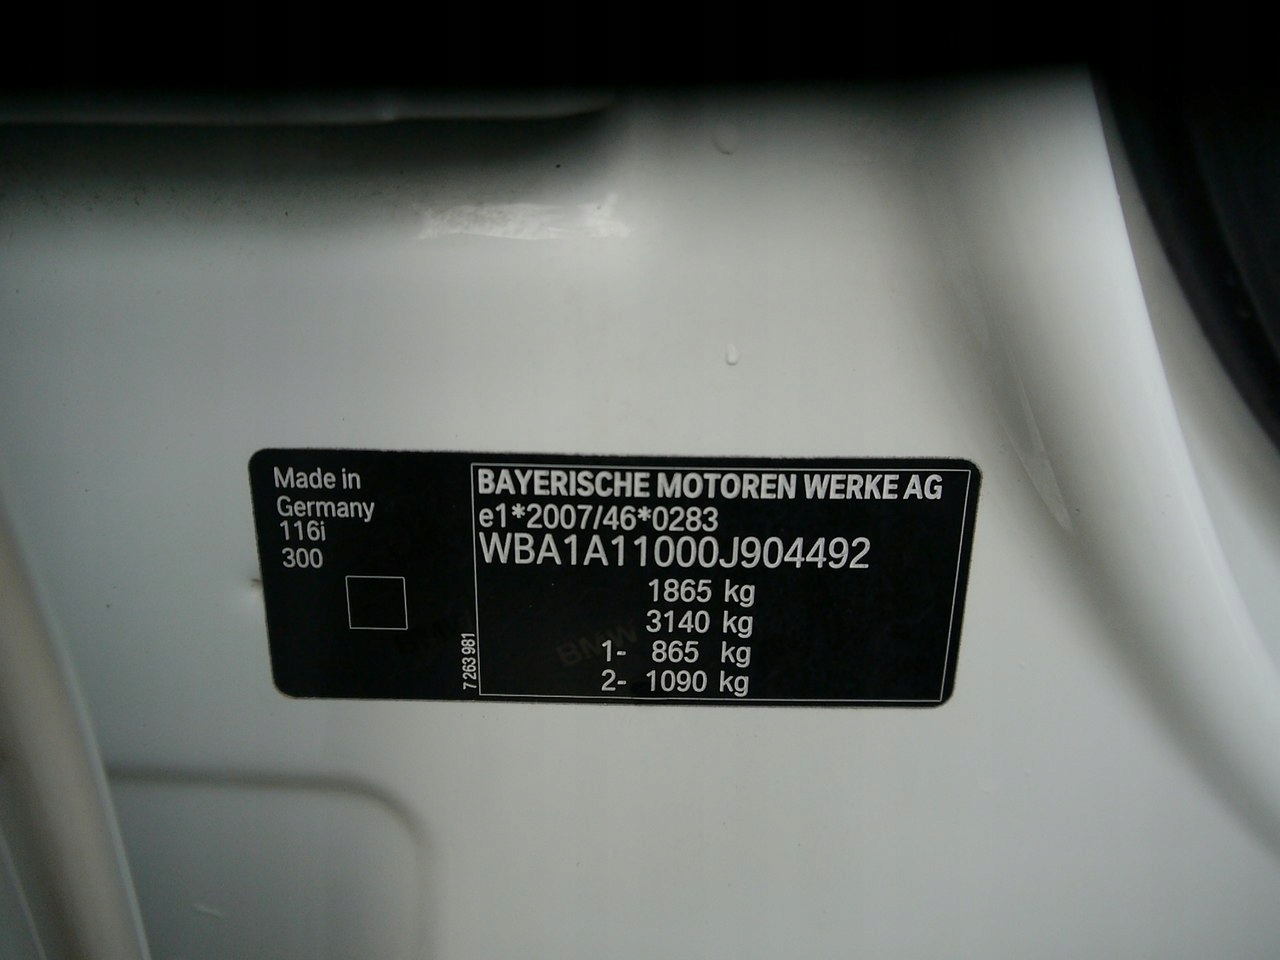 Made in
Germany
116i
300
7 263 981
BAYERISCHE MOTOREN WERKE AG
e1*2007/46*0283
WBA1A11000J904492
1865 kg
3140 kg
1- 865 kg
2- 1090 kg
BMW